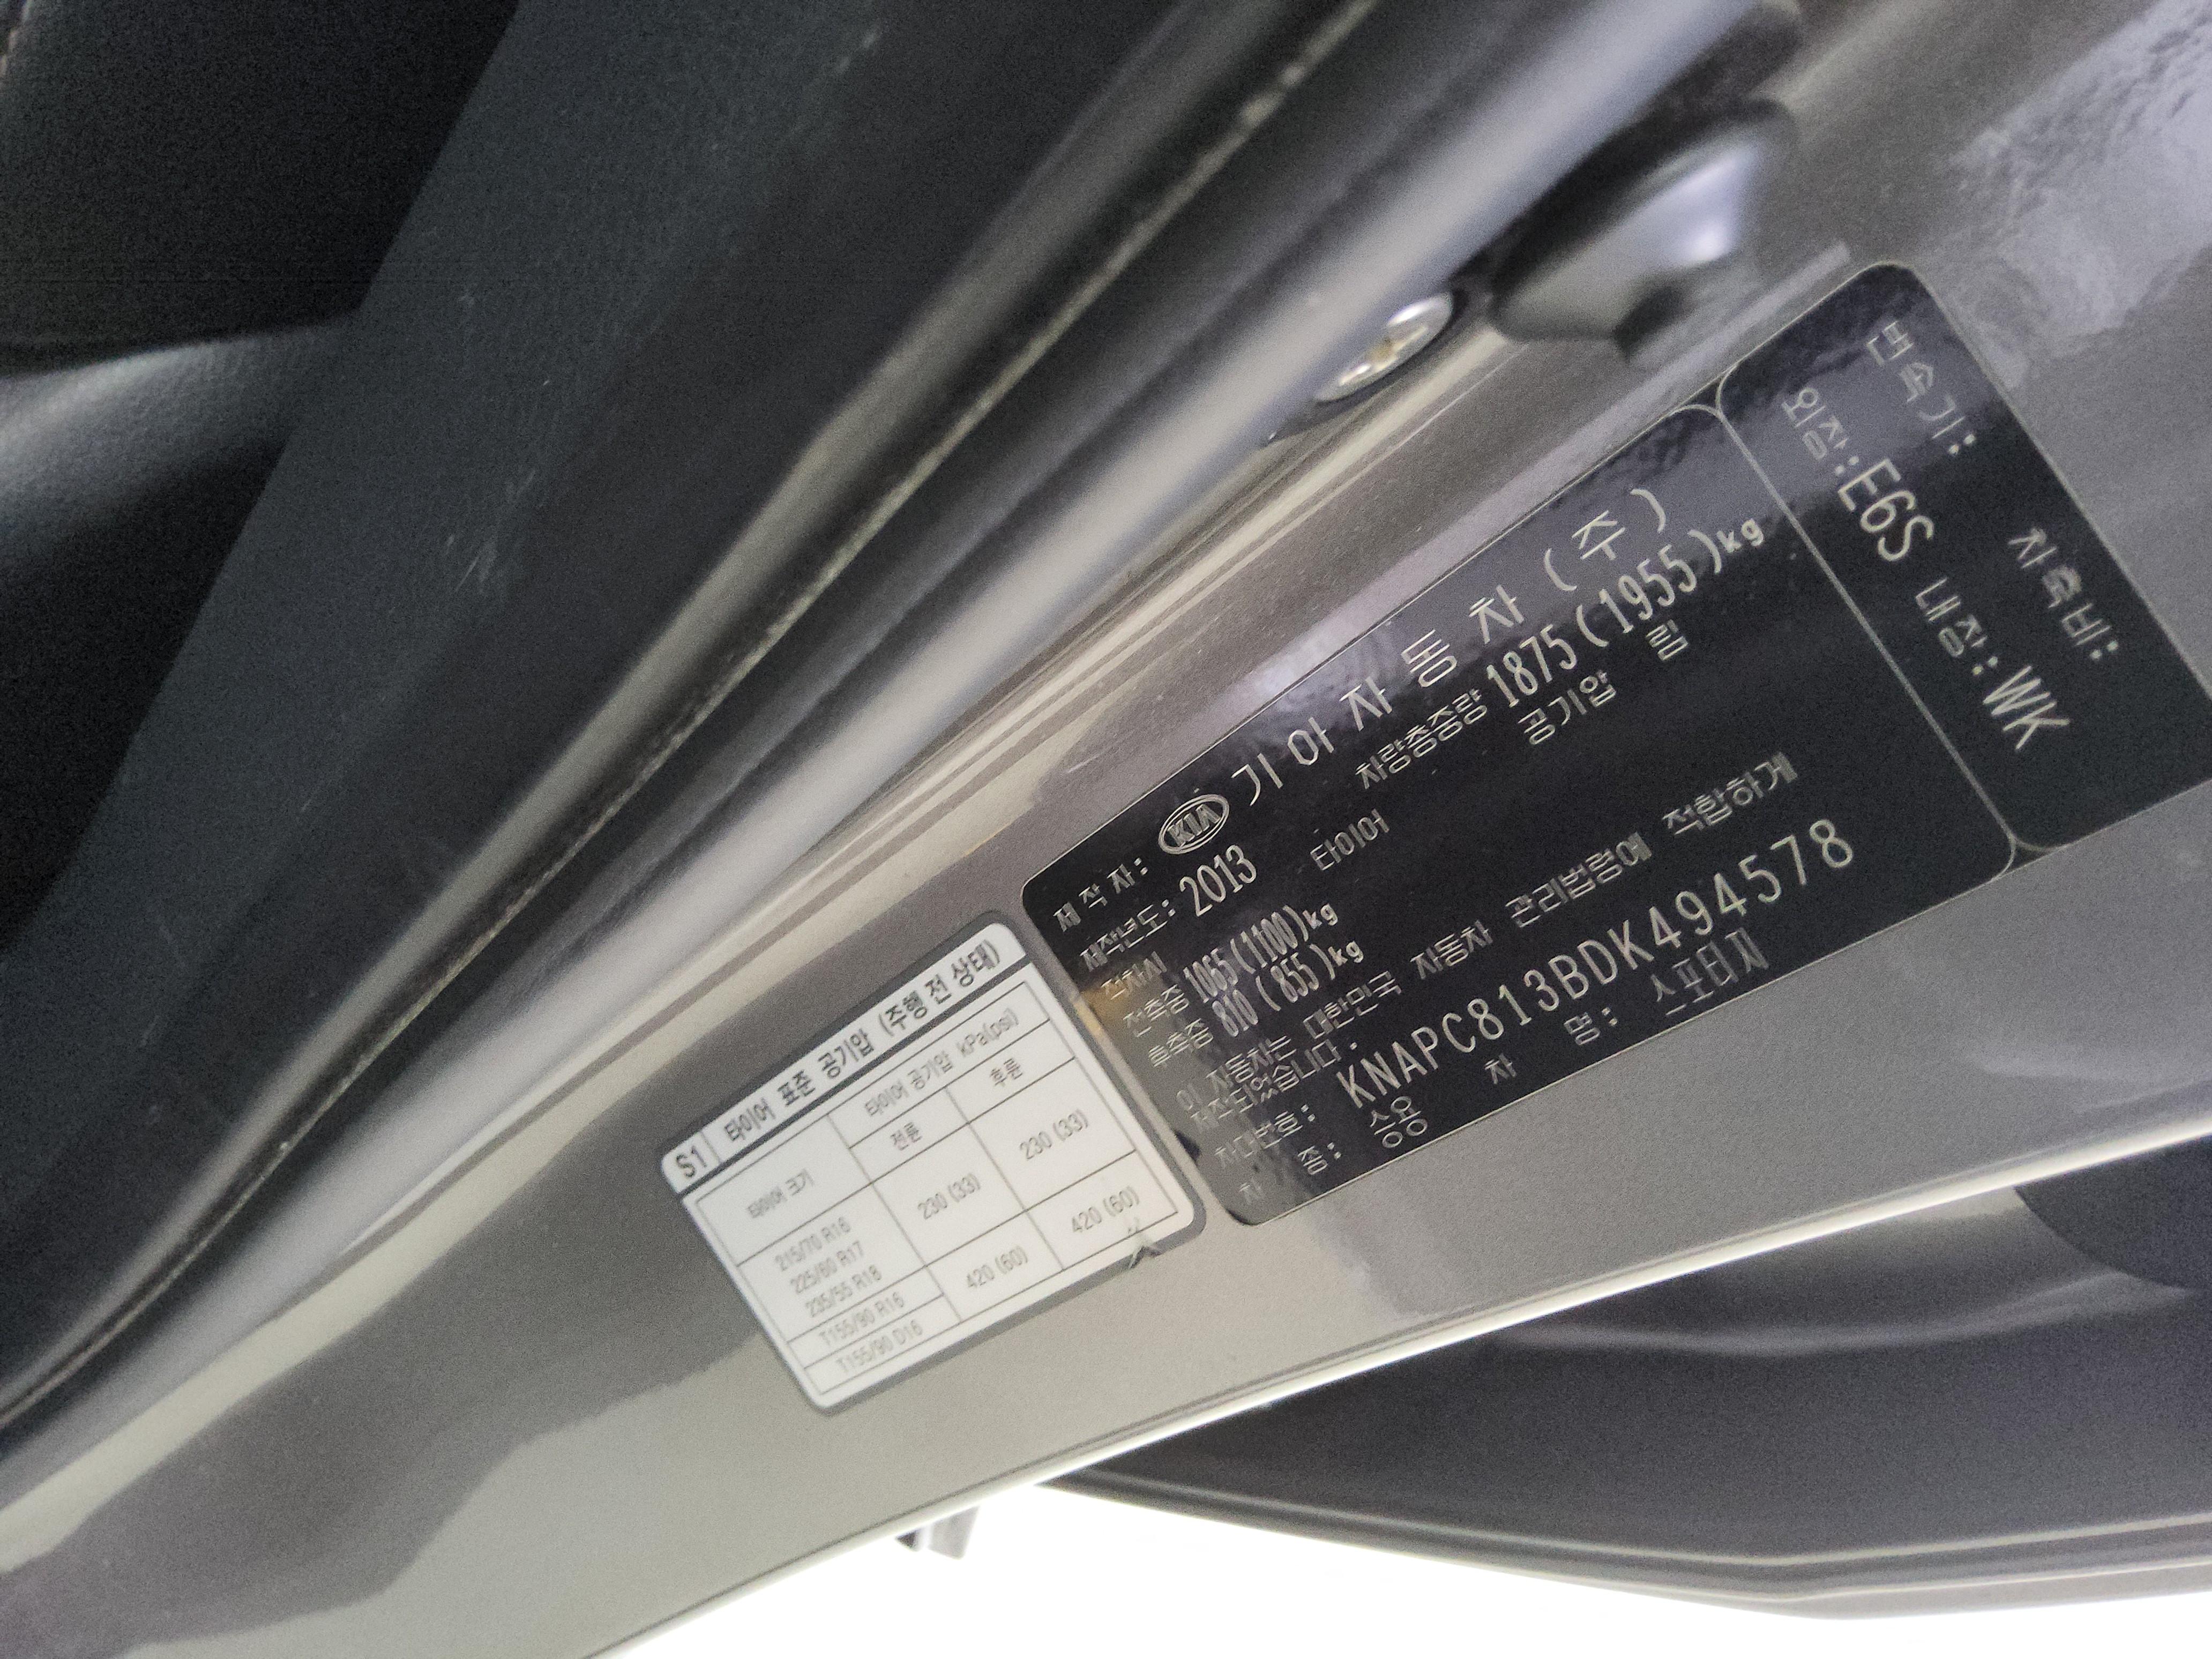 제작자: KIA 기아자동차(주)
제작년도: 2013 차량총중량 1875(1955)kg
전차시 타이어 공기압 림
전축중 1065(1100)kg
후축중 810(855)kg
이 자동차는 대한민국 자동차 관리법령에 적합하게
제작되었습니다.
차대번호: KNAPC813BDK494578
차 종: 승용 차 명: 스포티지
변속기: 차축비:
외장:E6S 내장:WK
S1 타이어 표준 공기압 (주행 전 상태)
타이어 크기 타이어 공기압 kPa(psi)
전륜 후륜
215/70 R16
225/60 R17 230 (33) 230 (33)
235/55 R18
T155/90 R16 420 (60) 420 (60)
T155/90 D16